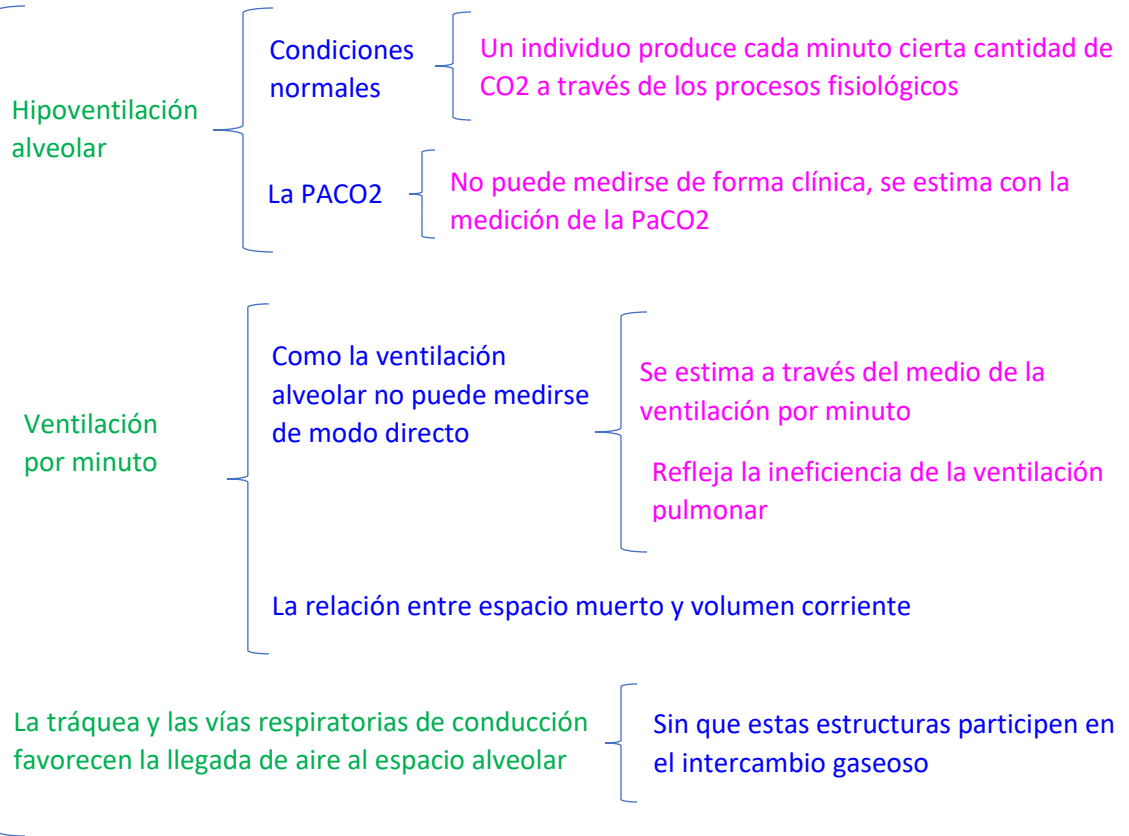 Condiciones
normales
Un individuo produce cada minuto cierta cantidad de
CO2 a través de los procesos fisiológicos
Hipoventilación
alveolar
La PACO2
No puede medirse de forma clínica, se estima con la
medición de la PaCO2
Como la ventilación
alveolar no puede medirse
de modo directo
Se estima a través del medio de la
ventilación por minuto
Ventilación
por minuto
Refleja la ineficiencia de la ventilación
pulmonar
La relación entre espacio muerto y volumen corriente
La tráquea y las vías respiratorias de conducción
favorecen la llegada de aire al espacio alveolar
Sin que estas estructuras participen en
el intercambio gaseoso